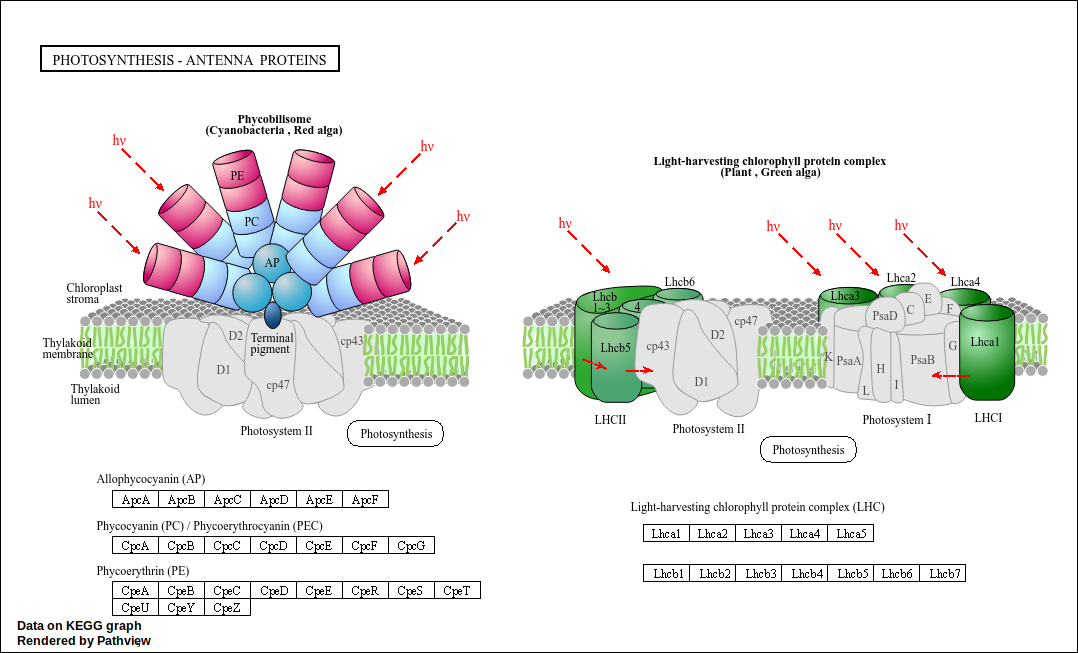 PHOTOSYNTHESIS - ANTENNA PROTEINS
Phycobilisome
(Cyanobacteria , Red alga)
hν
hν
hν
hν
PE
PC
AP
Chloroplast
stroma
Thylakoid
membrane
Thylakoid
lumen
D2
D1
Terminal
pigment
cp43
cp47
Photosystem II
Photosynthesis
Light-harvesting chlorophyll protein complex
(Plant , Green alga)
hν
hν
hν
hν
Lhcb
1~3
4
Lhcb6
Lhcb5
cp43
cp47
D2
D1
LHCII
Photosystem II
Lhca3
Lhca2
Lhca4
Lhca1
PsaD
C
E
F
G
K
PsaA
H
PsaB
L
I
Photosystem I
LHCI
Photosynthesis
Allophycocyanin (AP)
ApcA ApcB ApcC ApcD ApcE ApcF
Phycocyanin (PC) / Phycoerythrocyanin (PEC)
CpcA CpcB CpcC CpcD CpcE CpcF CpcG
Phycoerythrin (PE)
CpeA CpeB CpeC CpeD CpeE CpeR CpeS CpeT
CpeU CpeY CpeZ
Light-harvesting chlorophyll protein complex (LHC)
Lhca1 Lhca2 Lhca3 Lhca4 Lhca5
Lhcb1 Lhcb2 Lhcb3 Lhcb4 Lhcb5 Lhcb6 Lhcb7
Data on KEGG graph
Rendered by Pathview